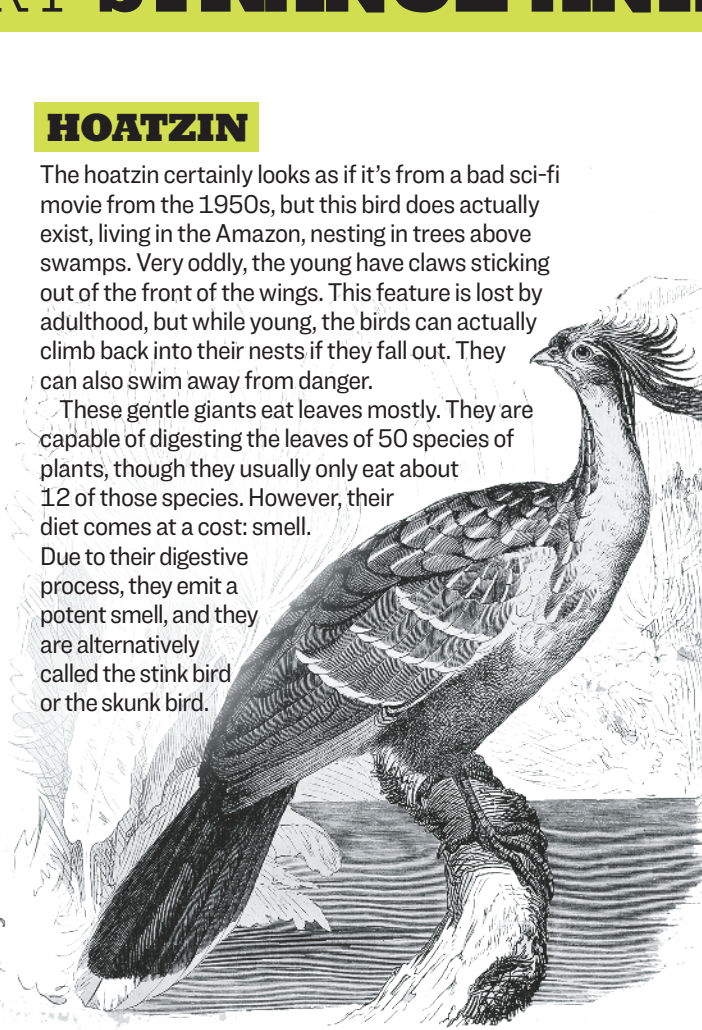 HOATZIN
The hoatzin certainly looks as if it’s from a bad sci-fi
movie from the 1950s, but this bird does actually
exist, living in the Amazon, nesting in trees above
swamps. Very oddly, the young have claws sticking
out of the front of the wings. This feature is lost by
adulthood, but while young, the birds can actually
climb back into their nests if they fall out. They
can also swim away from danger.
These gentle giants eat leaves mostly. They are
capable of digesting the leaves of 50 species of
plants, though they usually only eat about
12 of those species. However, their
diet comes at a cost: smell.
Due to their digestive
process, they emit a
potent smell, and they
are alternatively
called the stink bird
or the skunk bird.